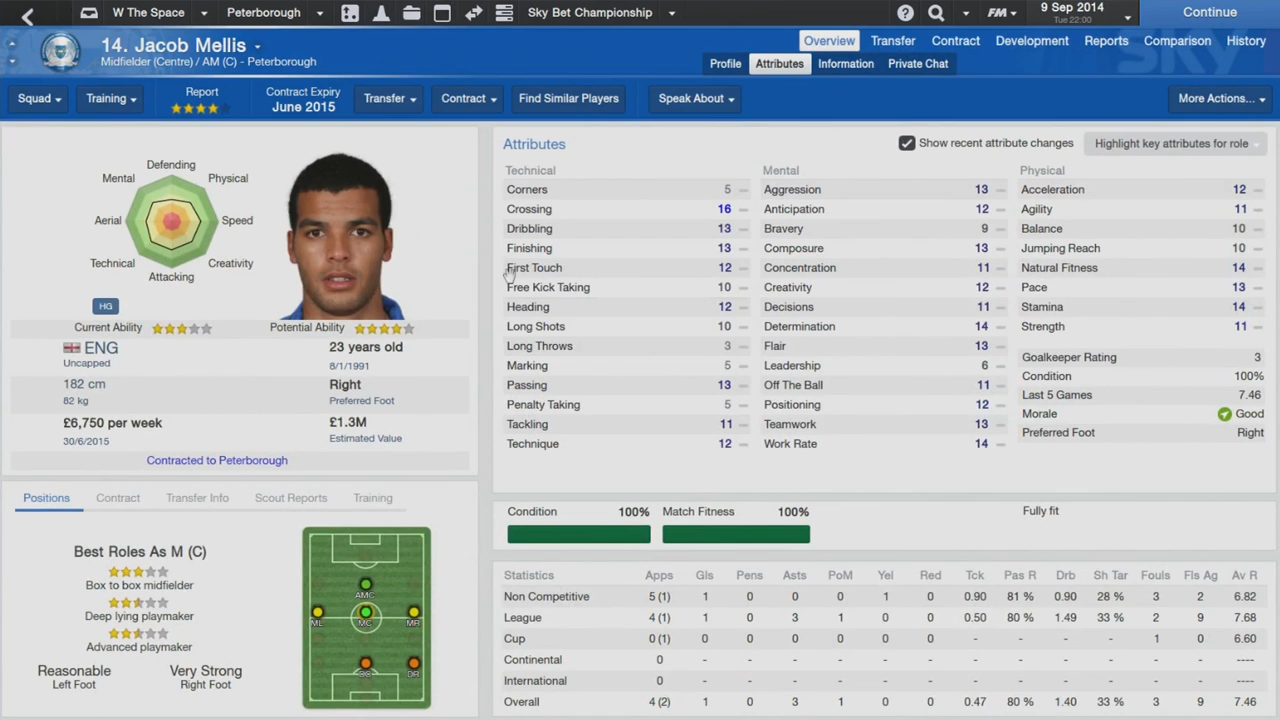 W The Space
Peterborough
Sky Bet Championship
FM
9 Sep 2014
Tue 22:00
Continue
14. Jacob Mellis
Midfielder (Centre) / AM (C) - Peterborough
Overview Transfer Contract Development Reports Comparison History
Profile Attributes Information Private Chat
SKY
Squad Training Report Contract Expiry June 2015 Transfer Contract Find Similar Players Speak About More Actions...
Defending
Mental Physical
Aerial Speed
Technical Creativity
Attacking
HG
Current Ability Potential Ability
ENG 23 years old
Uncapped 8/1/1991
182 cm Right
82 kg Preferred Foot
£6,750 per week £1.3M
30/6/2015 Estimated Value
Contracted to Peterborough
Positions Contract Transfer Info Scout Reports Training
Best Roles As M (C)
Box to box midfielder
Deep lying playmaker
Advanced playmaker
Reasonable Very Strong
Left Foot Right Foot
AMC
ML MC MR
DC DR
Attributes Show recent attribute changes Highlight key attributes for role
Technical Mental Physical
Corners 5 Aggression 13 Acceleration 12
Crossing 16 Anticipation 12 Agility 11
Dribbling 13 Bravery 9 Balance 10
Finishing 13 Composure 13 Jumping Reach 10
First Touch 12 Concentration 11 Natural Fitness 14
Free Kick Taking 10 Creativity 12 Pace 13
Heading 12 Decisions 11 Stamina 14
Long Shots 10 Determination 14 Strength 11
Long Throws 3 Flair 13
Marking 5 Leadership 6
Passing 13 Off The Ball 11
Penalty Taking 5 Positioning 12
Tackling 11 Teamwork 13
Technique 12 Work Rate 14
Goalkeeper Rating 3
Condition 100%
Last 5 Games 7.46
Morale Good
Preferred Foot Right
Condition 100% Match Fitness 100% Fully fit
Statistics Apps Gls Pens Asts PoM Yel Red Tck Pas R Drb Sh Tar Fouls Fls Ag Av R
Non Competitive 5 (1) 1 0 0 0 1 0 0.90 81 % 0.90 28 % 3 2 6.82
League 4 (1) 1 0 3 1 0 0 0.50 80 % 1.49 33 % 2 9 7.68
Cup 0 (1) 0 0 0 0 0 0 - - - - 1 0 6.60
Continental 0 - - - - - - - - - - - - ----
International 0 - - - - - - - - - - - - ----
Overall 4 (2) 1 0 3 1 0 0 0.47 80 % 1.40 33 % 3 9 7.46